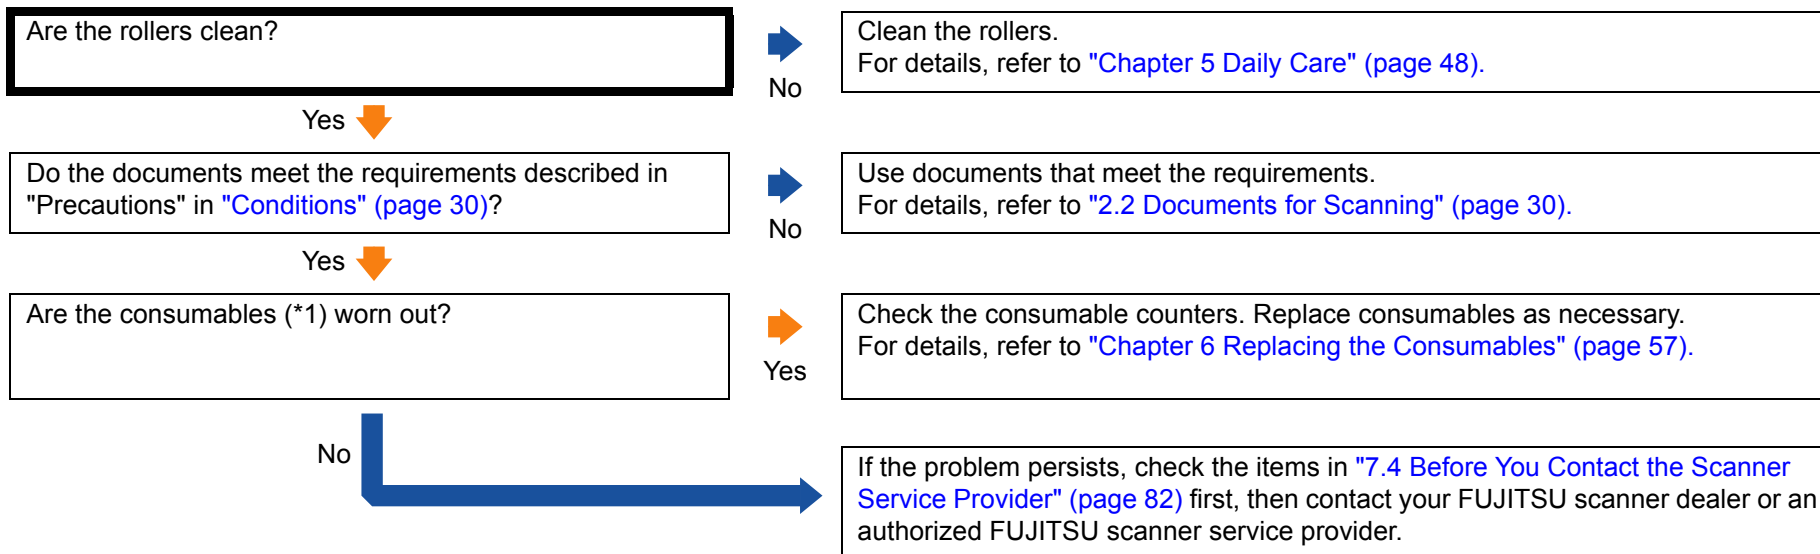 Are the rollers clean?
No
Clean the rollers.
For details, refer to "Chapter 5 Daily Care" (page 48).
Yes
Do the documents meet the requirements described in
"Precautions" in "Conditions" (page 30)?
No
Use documents that meet the requirements.
For details, refer to "2.2 Documents for Scanning" (page 30).
Yes
Are the consumables (*1) worn out?
Yes
Check the consumable counters. Replace consumables as necessary.
For details, refer to "Chapter 6 Replacing the Consumables" (page 57).
No
If the problem persists, check the items in "7.4 Before You Contact the Scanner
Service Provider" (page 82) first, then contact your FUJITSU scanner dealer or an
authorized FUJITSU scanner service provider.